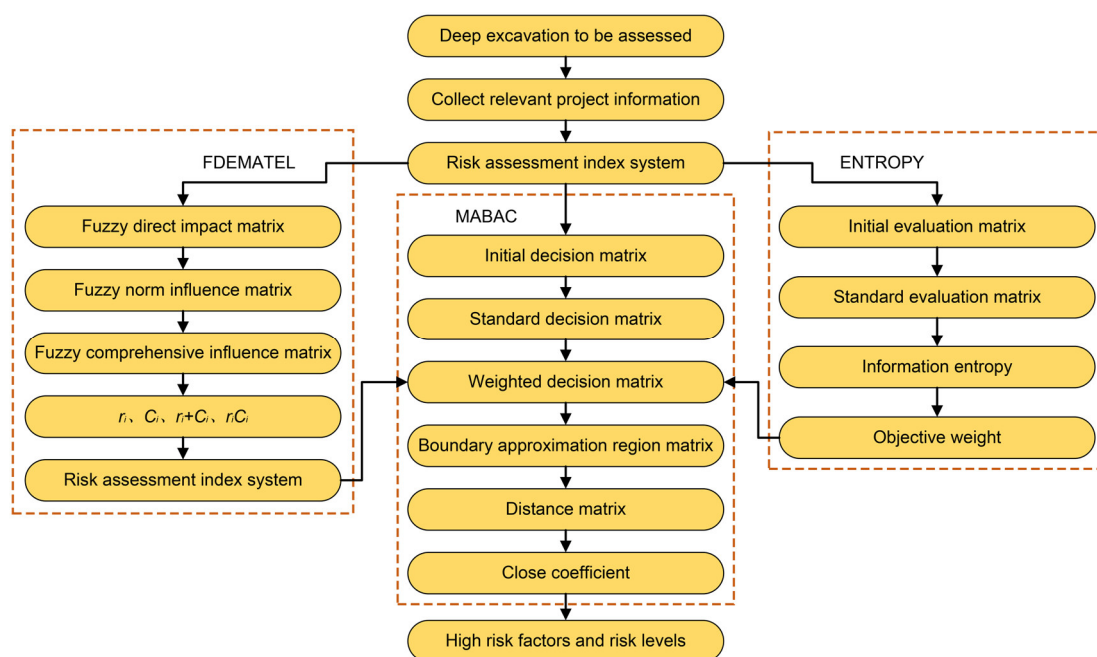 Deep excavation to be assessed
Collect relevant project information
Risk assessment index system
FDEMATEL
Fuzzy direct impact matrix
Fuzzy norm influence matrix
Fuzzy comprehensive influence matrix
rᵢ、Cᵢ、rᵢ+Cᵢ、rᵢCᵢ
Risk assessment index system
MABAC
Initial decision matrix
Standard decision matrix
Weighted decision matrix
Boundary approximation region matrix
Distance matrix
Close coefficient
ENTROPY
Initial evaluation matrix
Standard evaluation matrix
Information entropy
Objective weight
High risk factors and risk levels